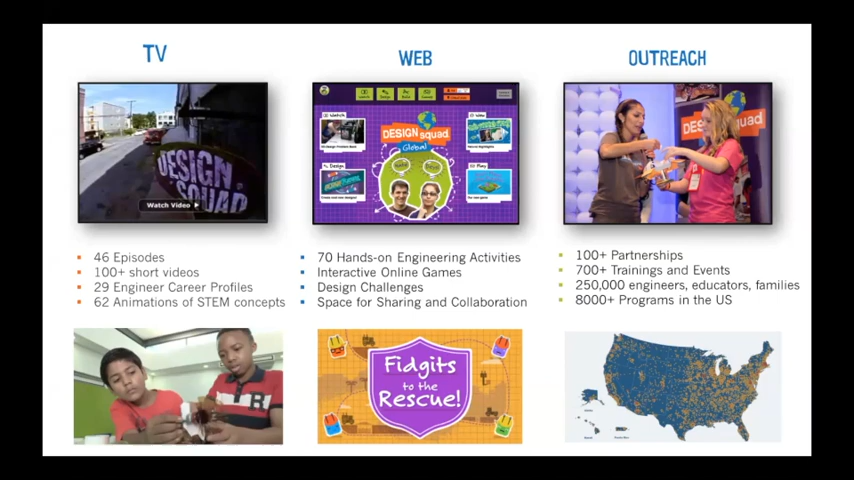 TV
WEB
OUTREACH
DESIGN
SQUAD
Watch Video
Watch
DESIGN squad
Global
Design
Play
DESIGN
squad
46 Episodes
100+ short videos
29 Engineer Career Profiles
62 Animations of STEM concepts
70 Hands-on Engineering Activities
Interactive Online Games
Design Challenges
Space for Sharing and Collaboration
100+ Partnerships
700+ Trainings and Events
250,000 engineers, educators, families
8000+ Programs in the US
Fidgits
to the
Rescue!